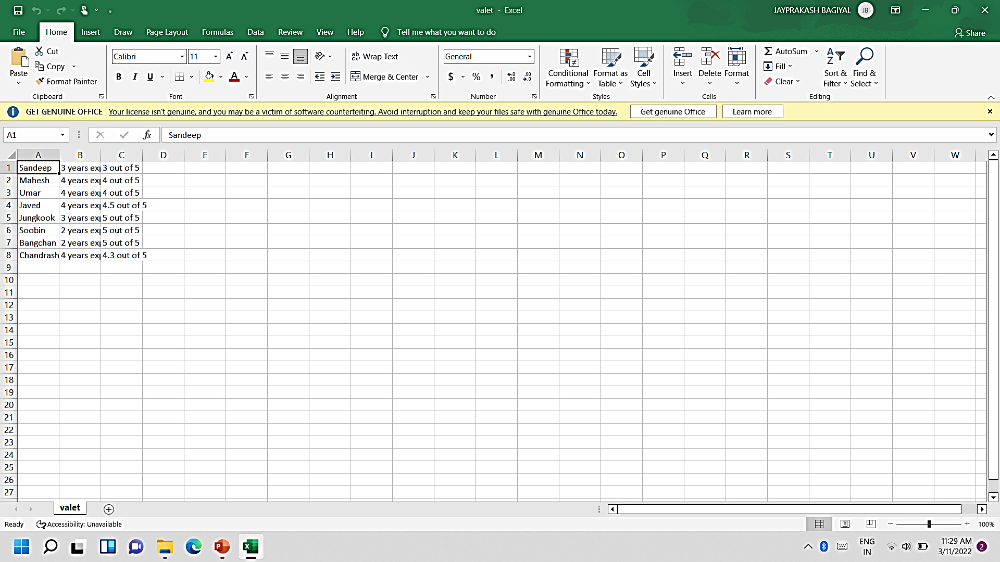 valet - Excel
JAYPRAKASH BAGIYAL JB
File Home Insert Draw Page Layout Formulas Data Review View Help Tell me what you want to do Share
Paste Cut Copy Format Painter Clipboard
Calibri 11 B I U A Font
Wrap Text Merge & Center Alignment
General $ % , Number
Conditional Formatting Format as Table Cell Styles Styles
Insert Delete Format Cells
AutoSum Fill Clear Sort & Filter Find & Select Editing
GET GENUINE OFFICE Your license isn't genuine, and you may be a victim of software counterfeiting. Avoid interruption and keep your files safe with genuine Office today. Get genuine Office Learn more
A1 fx Sandeep
A B C D E F G H I J K L M N O P Q R S T U V W
1 Sandeep 3 years exp 3 out of 5
2 Mahesh 4 years exp 4 out of 5
3 Umar 4 years exp 4 out of 5
4 Javed 4 years exp 4.5 out of 5
5 Jungkook 3 years exp 5 out of 5
6 Soobin 2 years exp 5 out of 5
7 Bangchan 2 years exp 5 out of 5
8 Chandrash 4 years exp 4.3 out of 5
9
10
11
12
13
14
15
16
17
18
19
20
21
22
23
24
25
26
27
valet
Ready Accessibility: Unavailable 100%
ENG 11:29 AM
IN 3/11/2022 2